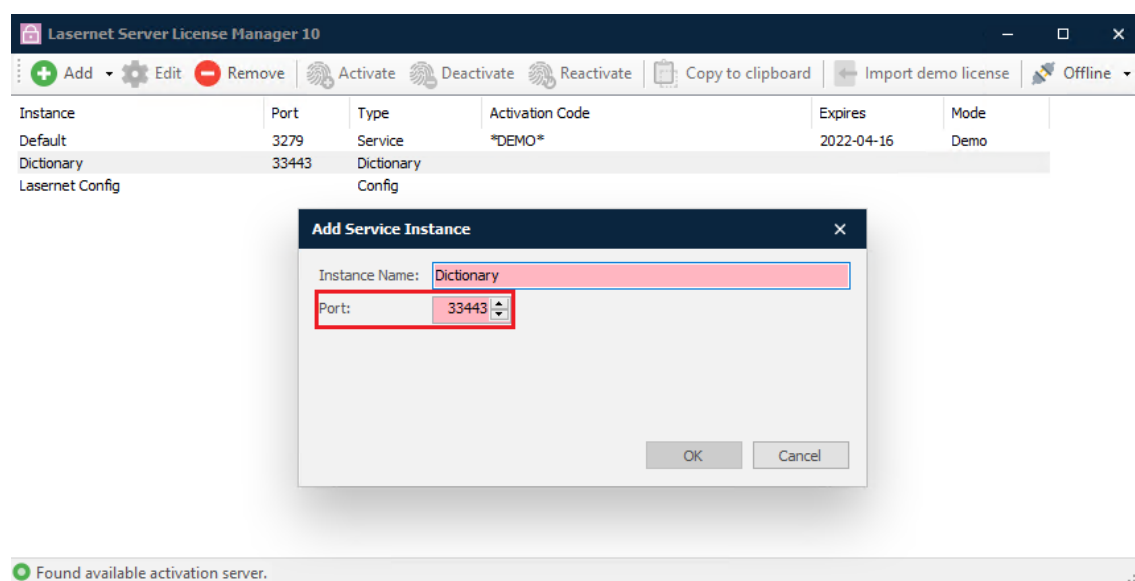 Lasernet Server License Manager 10
Add Edit Remove Activate Deactivate Reactivate Copy to clipboard Import demo license Offline
Instance Port Type Activation Code Expires Mode
Default 3279 Service *DEMO* 2022-04-16 Demo
Dictionary 33443 Dictionary
Lasernet Config Config
Add Service Instance
Instance Name: Dictionary
Port: 33443
OK Cancel
Found available activation server.